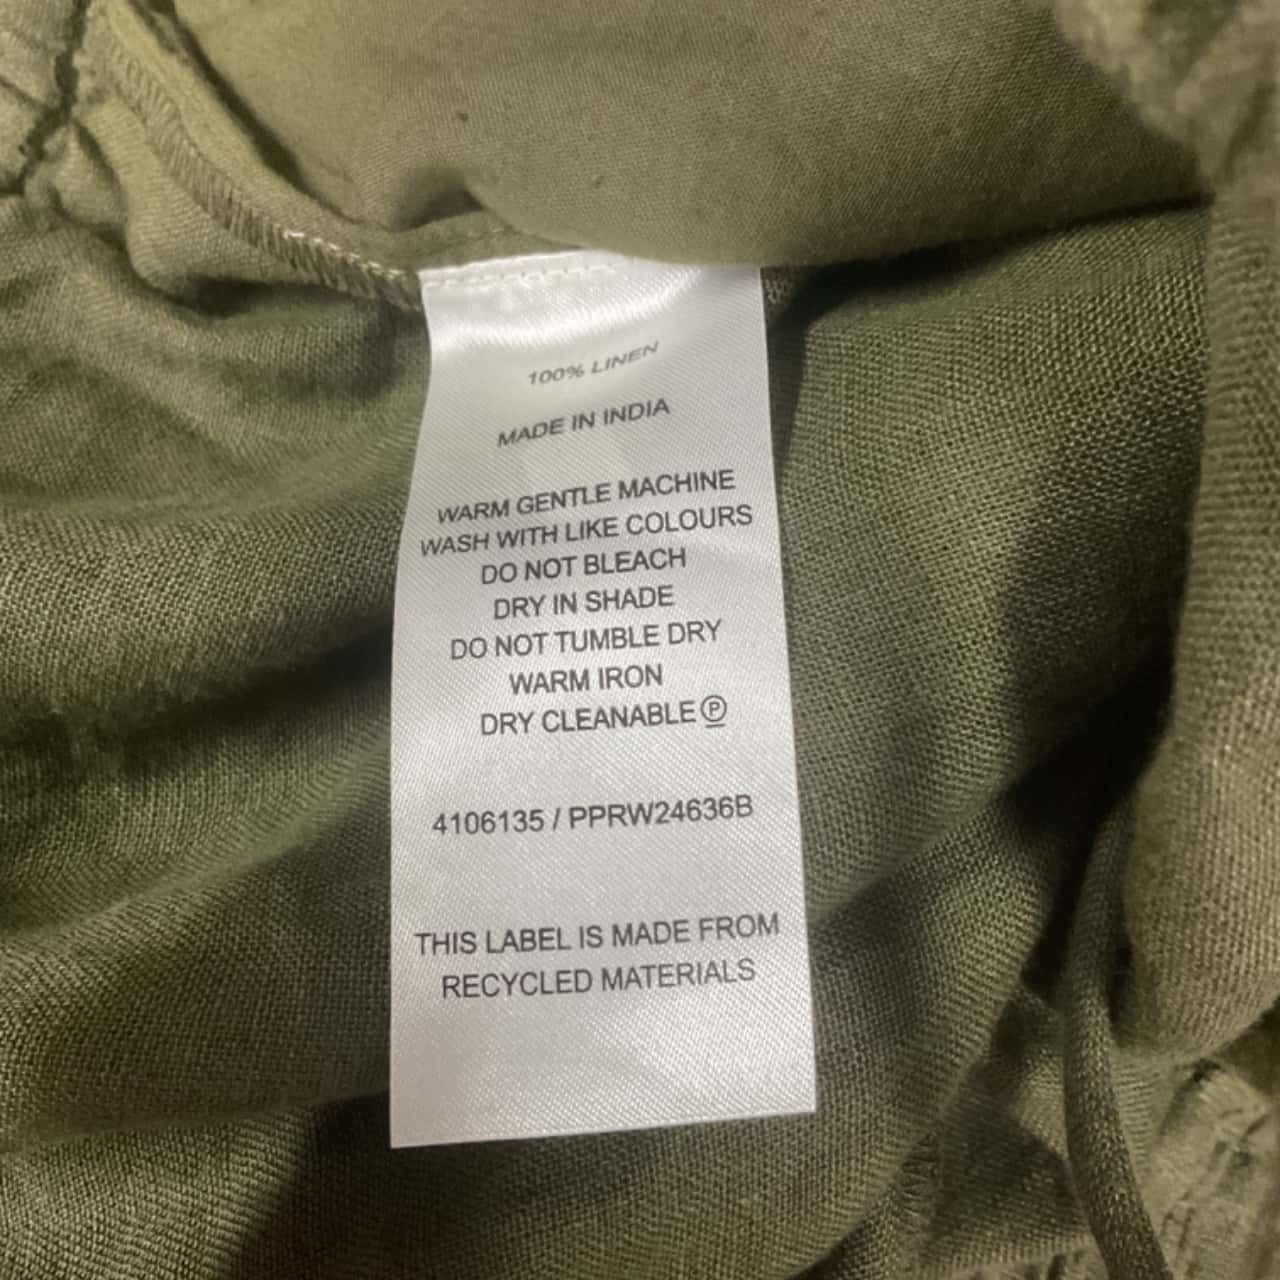 100% LINEN
MADE IN INDIA
WARM GENTLE MACHINE
WASH WITH LIKE COLOURS
DO NOT BLEACH
DRY IN SHADE
DO NOT TUMBLE DRY
WARM IRON
DRY CLEANABLE Ⓟ
4106135 / PPRW24636B
THIS LABEL IS MADE FROM
RECYCLED MATERIALS